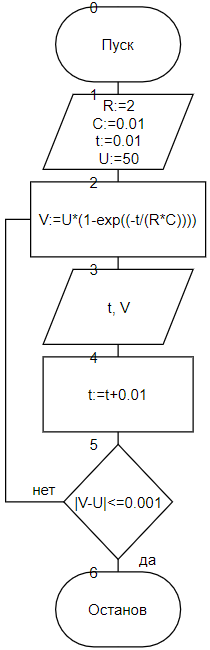 0
Пуск
1
R:=2
C:=0.01
t:=0.01
U:=50
2
V:=U*(1-exp((-t/(R*C))))
3
t, V
4
t:=t+0.01
5
нет
|V-U|<=0.001
да
6
Останов